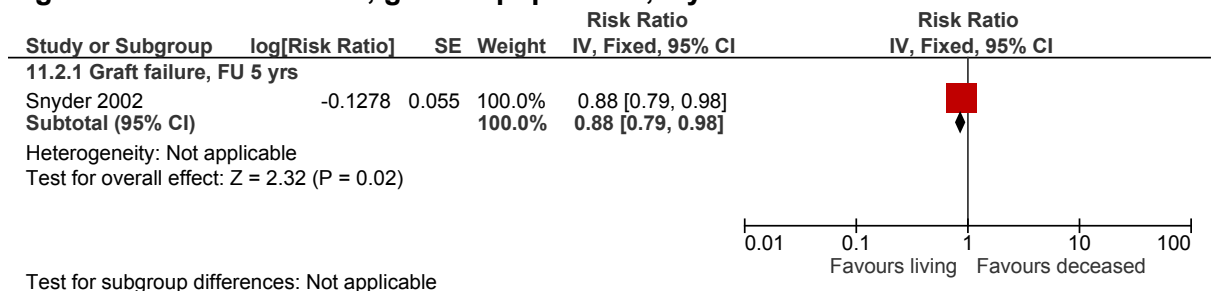 Risk Ratio Risk Ratio
Study or Subgroup log[Risk Ratio] SE Weight IV, Fixed, 95% CI IV, Fixed, 95% CI
11.2.1 Graft failure, FU 5 yrs
Snyder 2002 -0.1278 0.055 100.0% 0.88 [0.79, 0.98]
Subtotal (95% CI) 100.0% 0.88 [0.79, 0.98]
Heterogeneity: Not applicable
Test for overall effect: Z = 2.32 (P = 0.02)
0.01 0.1 1 10 100
Favours living Favours deceased
Test for subgroup differences: Not applicable